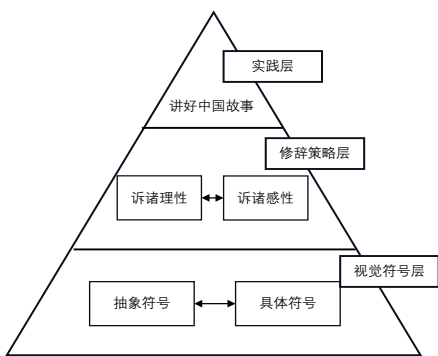 实践层
讲好中国故事
修辞策略层
诉诸理性
诉诸感性
视觉符号层
抽象符号
具体符号